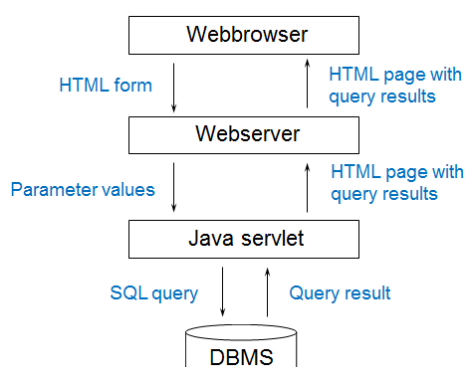 Webbrowser
HTML form
HTML page with
query results
Webserver
Parameter values
HTML page with
query results
Java servlet
SQL query
Query result
DBMS